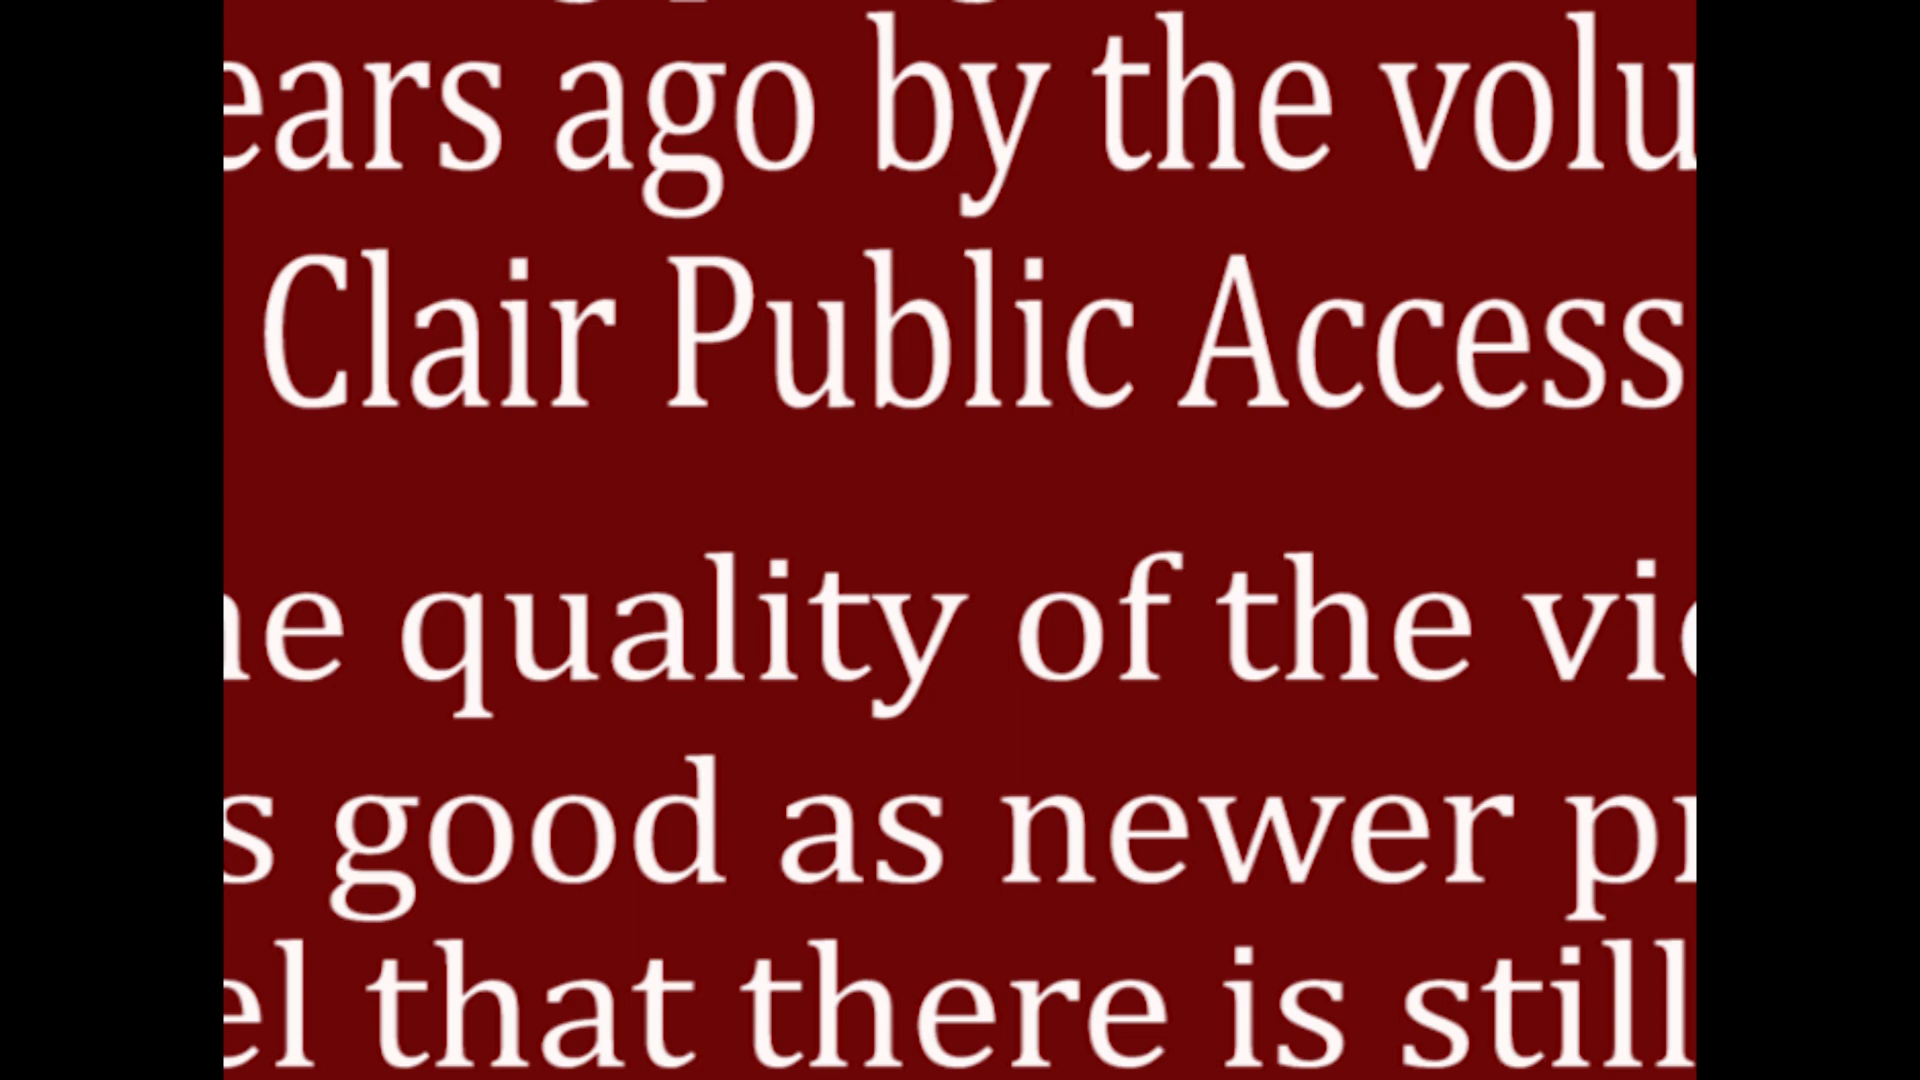 ears ago by the volu
Clair Public Access
e quality of the vi
s good as newer p
el that there is still